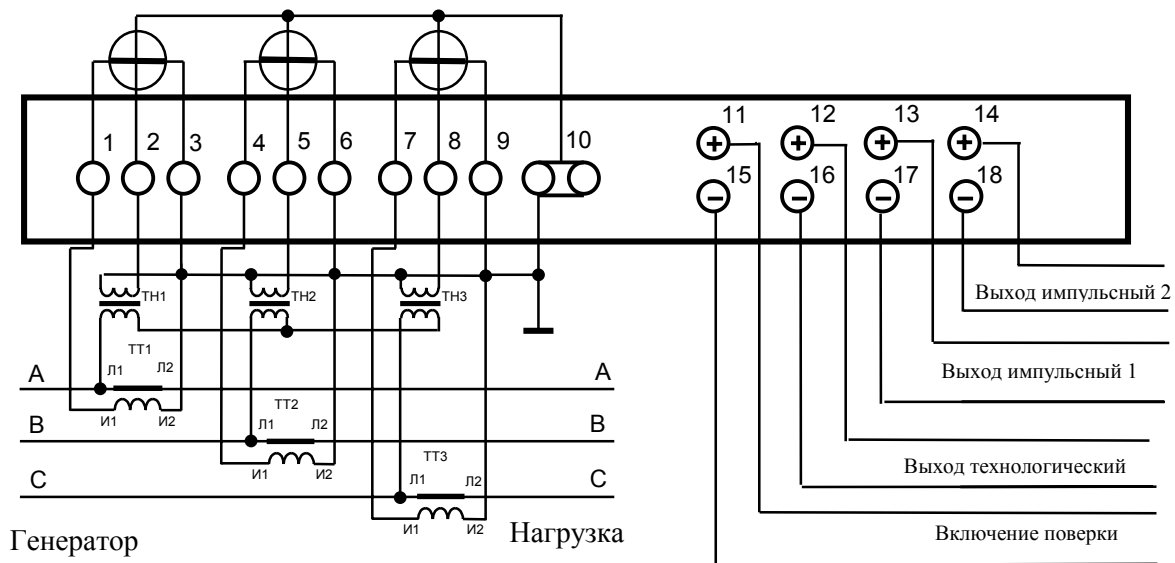 1 2 3 4 5 6 7 8 9 10 11 12 13 14
15 16 17 18
+ + + +
− − − −
ТН1 ТН2 ТН3
Выход импульсный 2
ТТ1
Л1 Л2
A A
Выход импульсный 1
И1 И2
ТТ2
Л1 Л2
B B
И1 И2
ТТ3
Л1 Л2
C C
Выход технологический
И1 И2
Генератор Нагрузка
Включение поверки